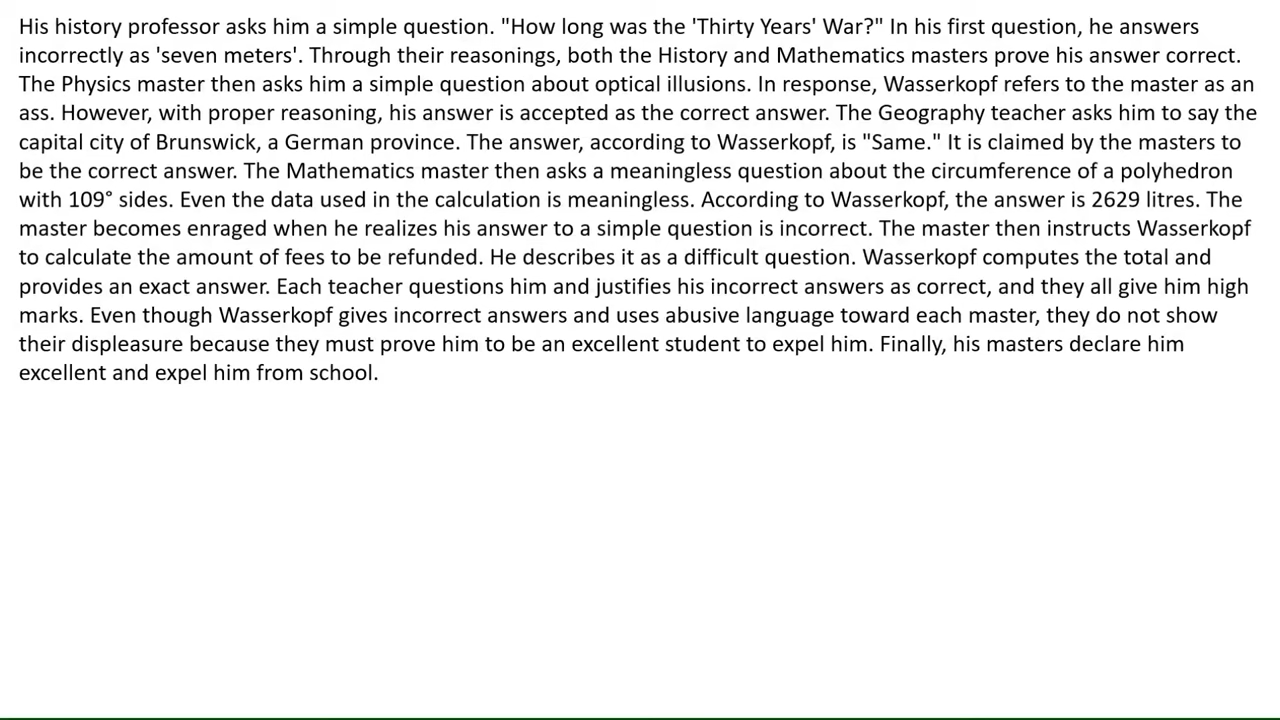 His history professor asks him a simple question. "How long was the 'Thirty Years' War?" In his first question, he answers
incorrectly as 'seven meters'. Through their reasonings, both the History and Mathematics masters prove his answer correct.
The Physics master then asks him a simple question about optical illusions. In response, Wasserkopf refers to the master as an
ass. However, with proper reasoning, his answer is accepted as the correct answer. The Geography teacher asks him to say the
capital city of Brunswick, a German province. The answer, according to Wasserkopf, is "Same." It is claimed by the masters to
be the correct answer. The Mathematics master then asks a meaningless question about the circumference of a polyhedron
with 109° sides. Even the data used in the calculation is meaningless. According to Wasserkopf, the answer is 2629 litres. The
master becomes enraged when he realizes his answer to a simple question is incorrect. The master then instructs Wasserkopf
to calculate the amount of fees to be refunded. He describes it as a difficult question. Wasserkopf computes the total and
provides an exact answer. Each teacher questions him and justifies his incorrect answers as correct, and they all give him high
marks. Even though Wasserkopf gives incorrect answers and uses abusive language toward each master, they do not show
their displeasure because they must prove him to be an excellent student to expel him. Finally, his masters declare him
excellent and expel him from school.